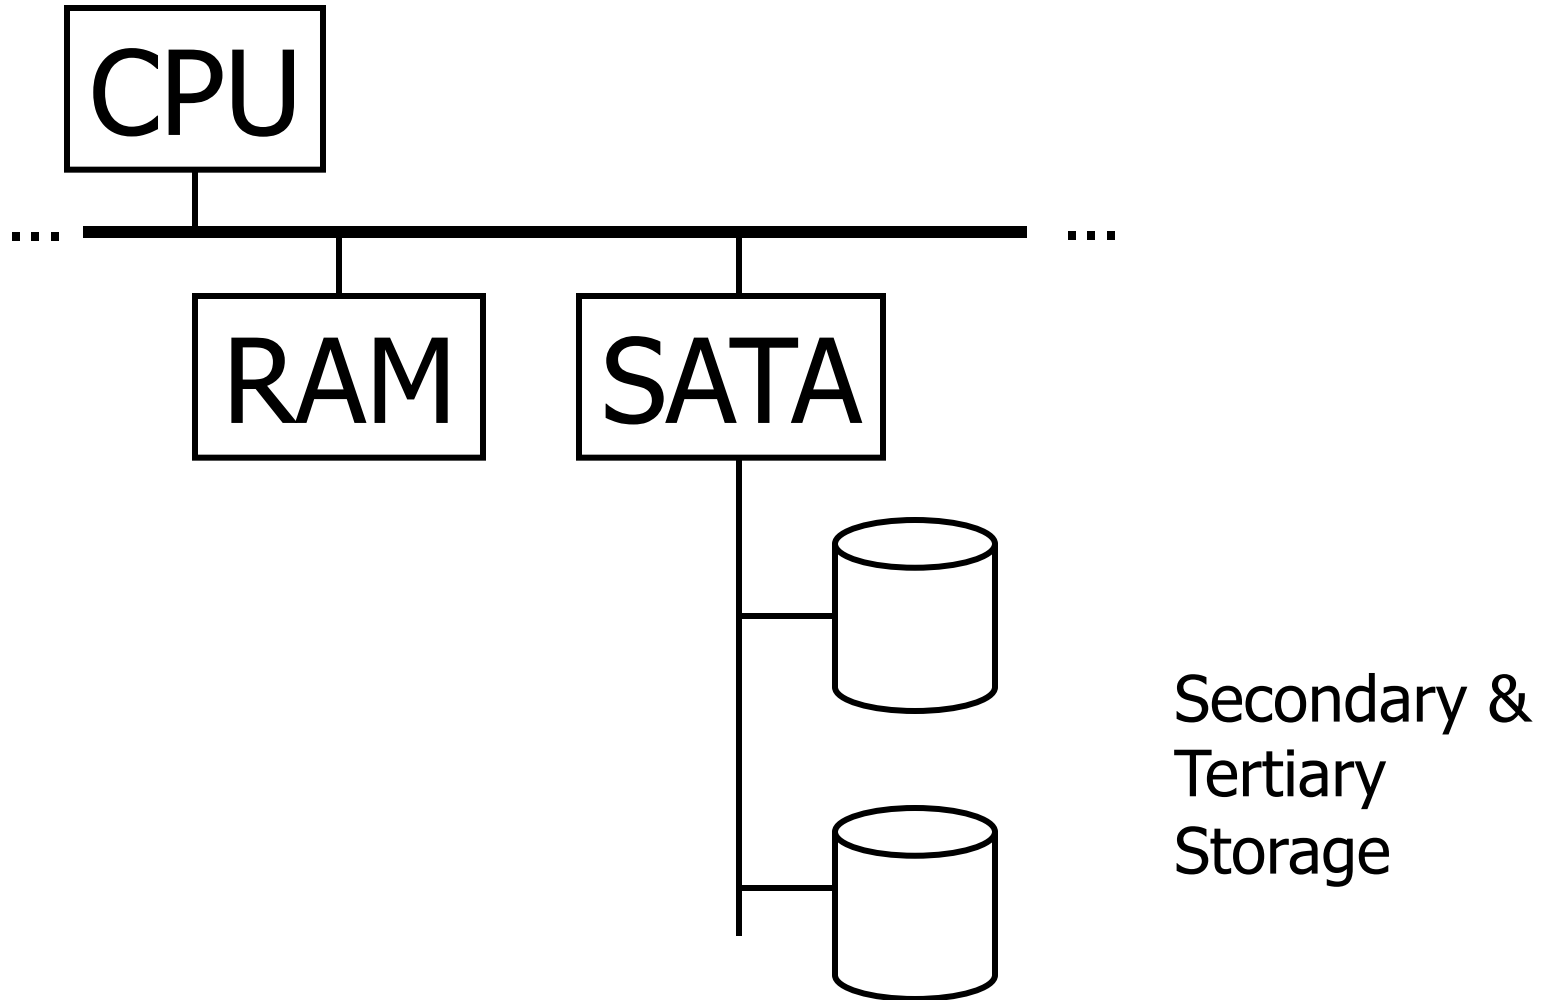 CPU
... ...
RAM SATA
Secondary &
Tertiary
Storage